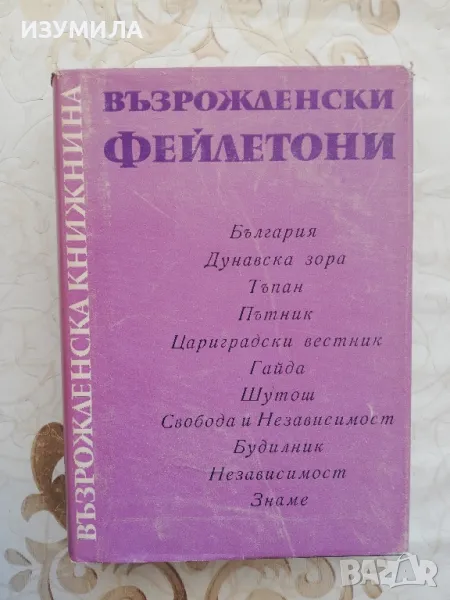 ИЗУМИЛА
ВЪЗРОЖДЕНСКА КНИЖНИНА
ВЪЗРОЖДЕНСКИ
ФЕЙЛЕТОНИ
България
Дунавска зора
Тъпан
Пътник
Цариградски вестник
Гайда
Шутош
Свобода и Независимост
Будилник
Независимост
Знаме
BAZAR